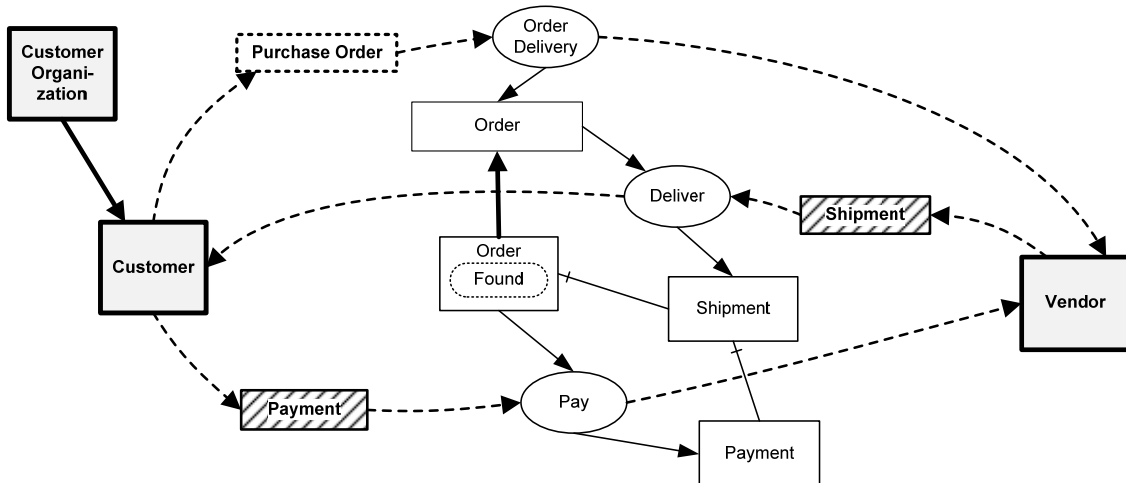 Order
Delivery
Customer
Organi-
zation
Purchase Order
Order
Deliver
Shipment
Customer
Order
Found
Shipment
Vendor
Payment
Pay
Payment